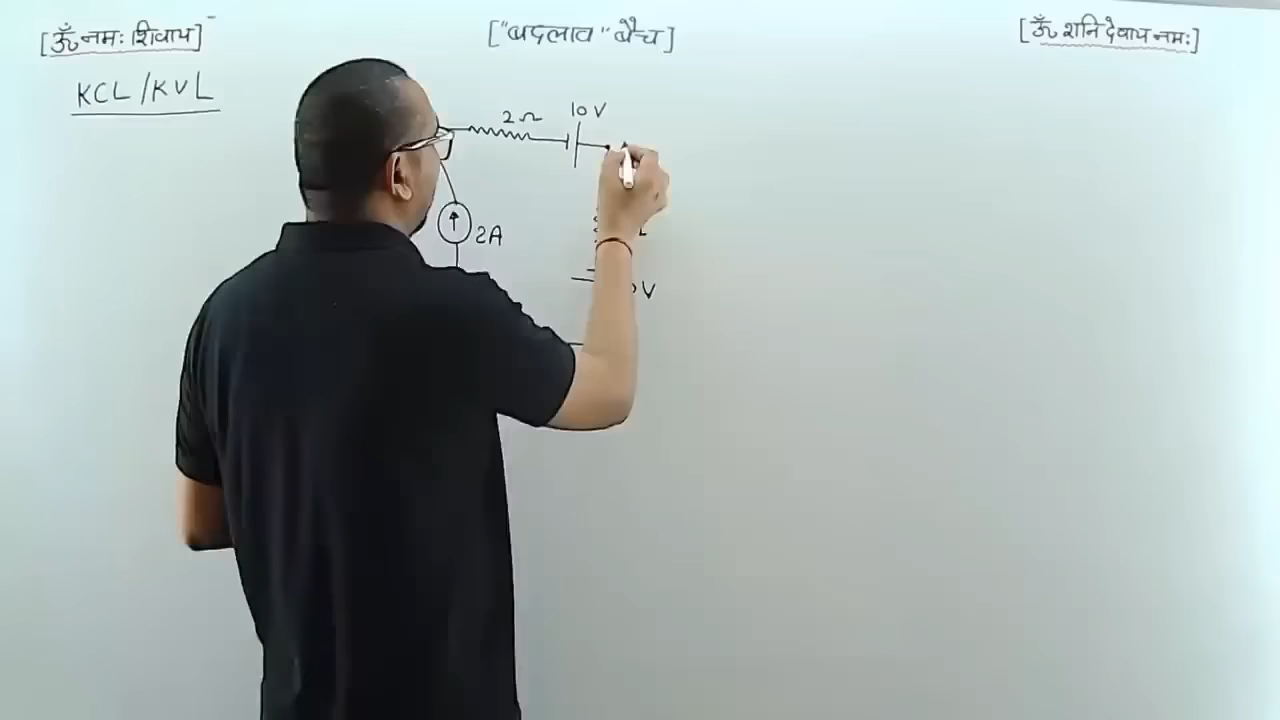 [ॐ नमः शिवाय]
["बदलाव" बैच]
[ॐ शनि देवाय नमः]
KCL/KVL
2Ω
10V
2A
V